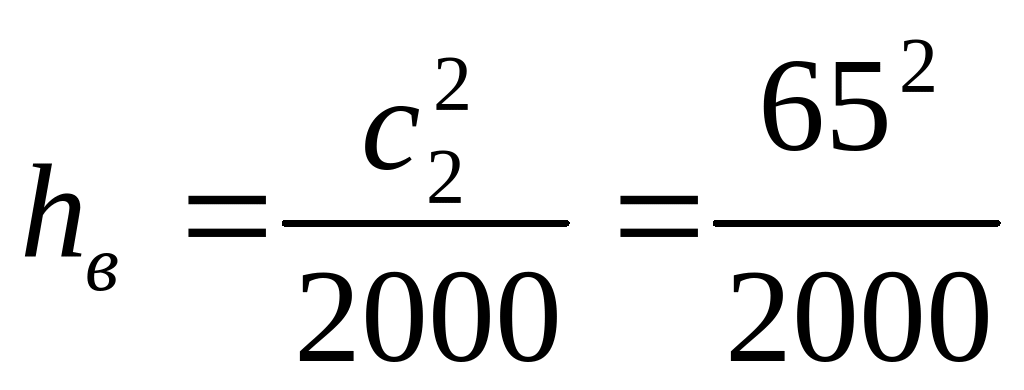 h_в = c_2^2/2000 = 65^2/2000